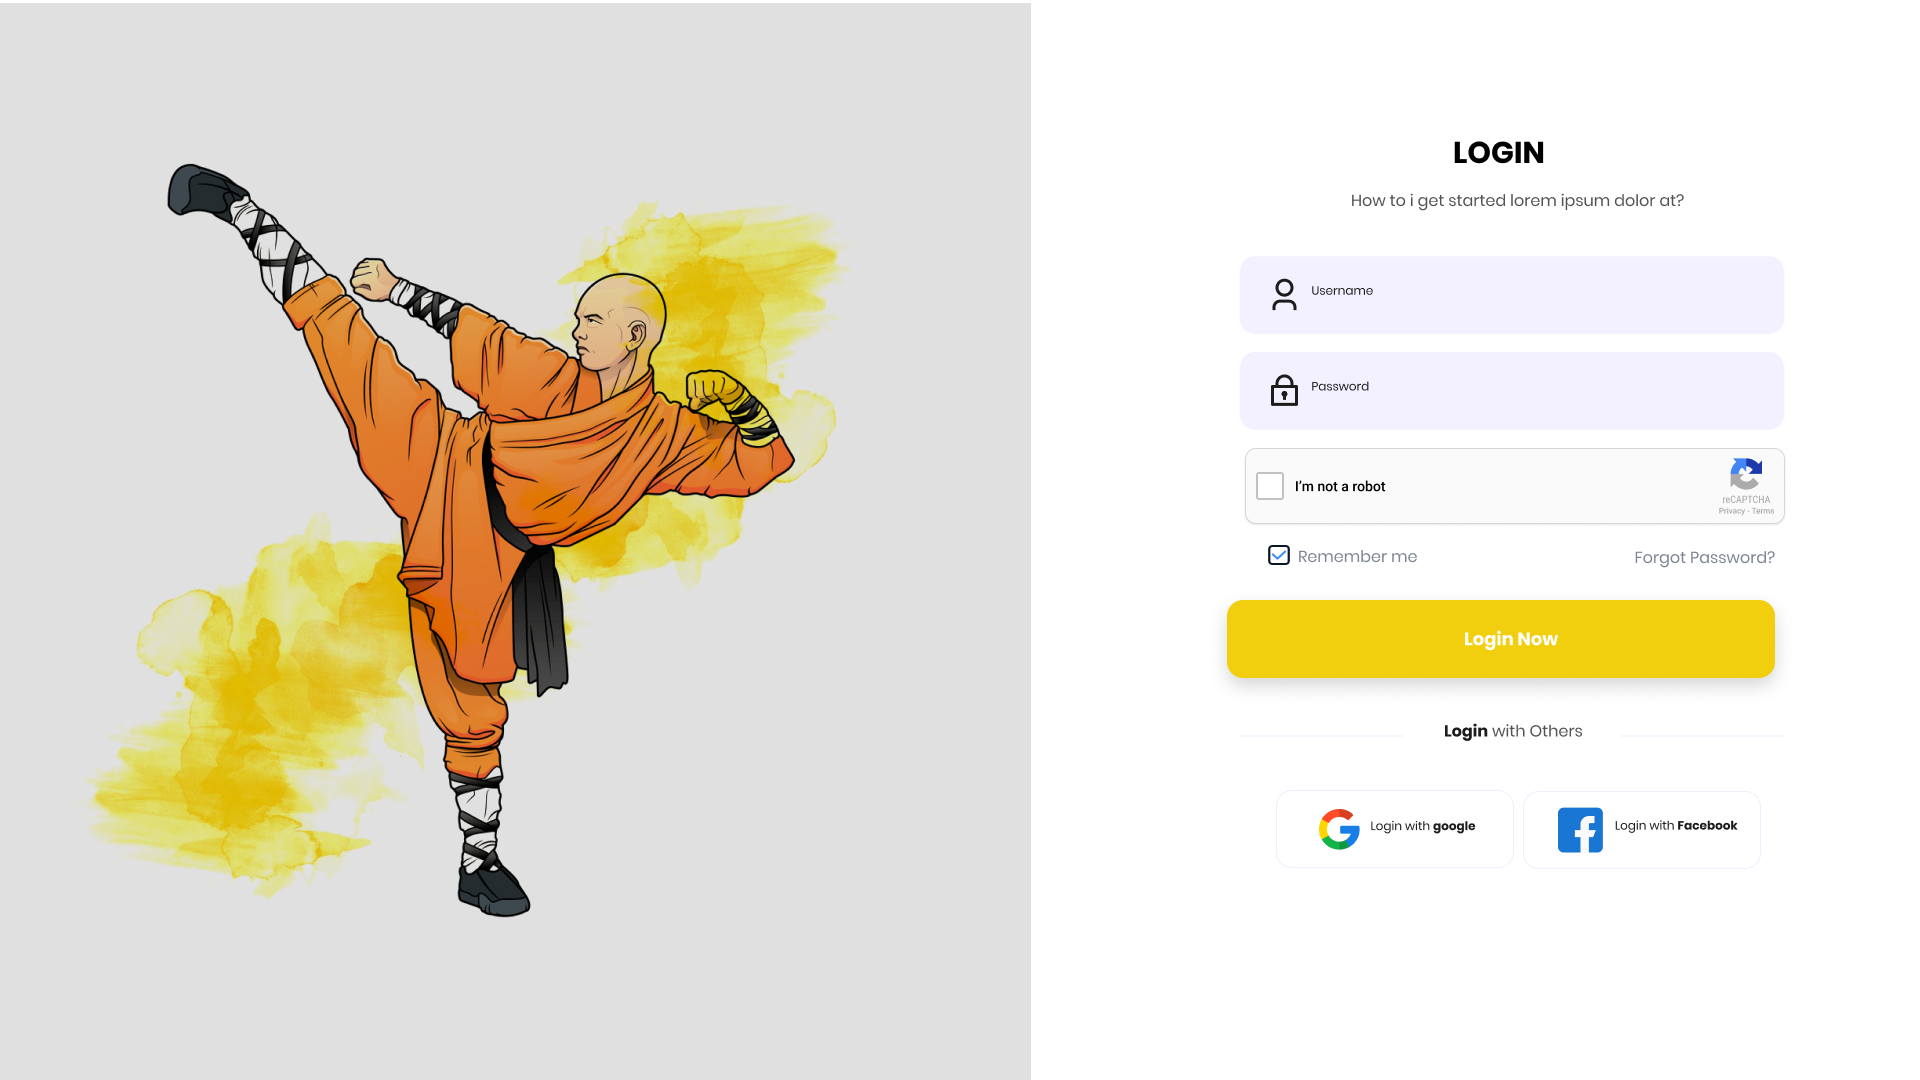 LOGIN
How to i get started lorem ipsum dolor at?
Username
Password
I'm not a robot
reCAPTCHA
Privacy - Terms
Remember me
Forgot Password?
Login Now
Login with Others
Login with google
Login with Facebook